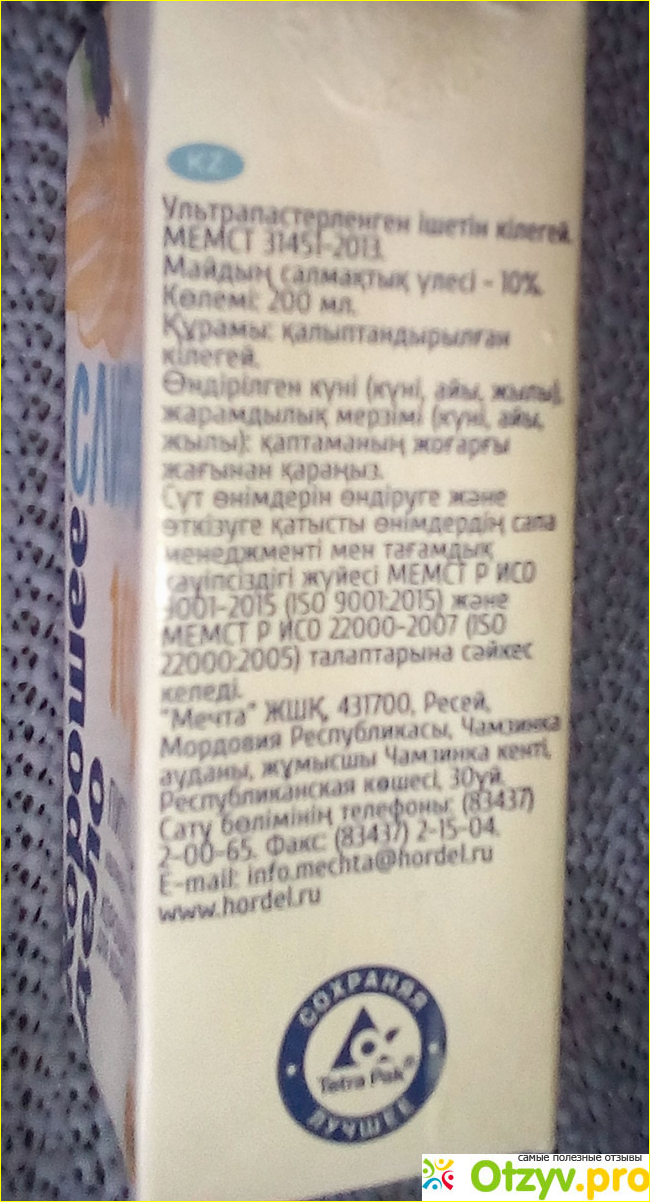 KZ
Ультрапастерленген ішетін кілегей.
МЕМСТ 31451-2013.
Майдың салмақтық үлесі - 10%.
Көлемі: 200 мл.
Құрамы: қалыптандырылған
кілегей.
Өндірілген күні (күні, айы, жылы),
жарамдылық мерзімі (күні, айы,
жылы): қаптаманың жоғарғы
жағынан қараңыз.
Сүт өнімдерін өндіруге және
өткізуге қатысты өнімдердің сапа
менеджменті мен тағамдық
қауіпсіздігі жүйесі МЕМСТ Р ИСО
9001-2015 (ISO 9001:2015) және
МЕМСТ Р ИСО 22000-2007 (ISO
22000:2005) талаптарына сәйкес
келеді.
"Мечта" ЖШҚ, 431700, Ресей,
Мордовия Республикасы, Чамзинка
ауданы, жұмысшы Чамзинка кенті,
Республиканская көшесі, 30үй.
Сату бөлімінің телефоны: (83437)
2-00-65. Факс: (83437) 2-15-04.
E-mail: info.mechta@hordel.ru
www.hordel.ru
СОХРАНЯЯ
Tetra Pak®
ЛУЧШЕЕ
Хорошее
дело
самые полезные отзывы
Otzyv.pro